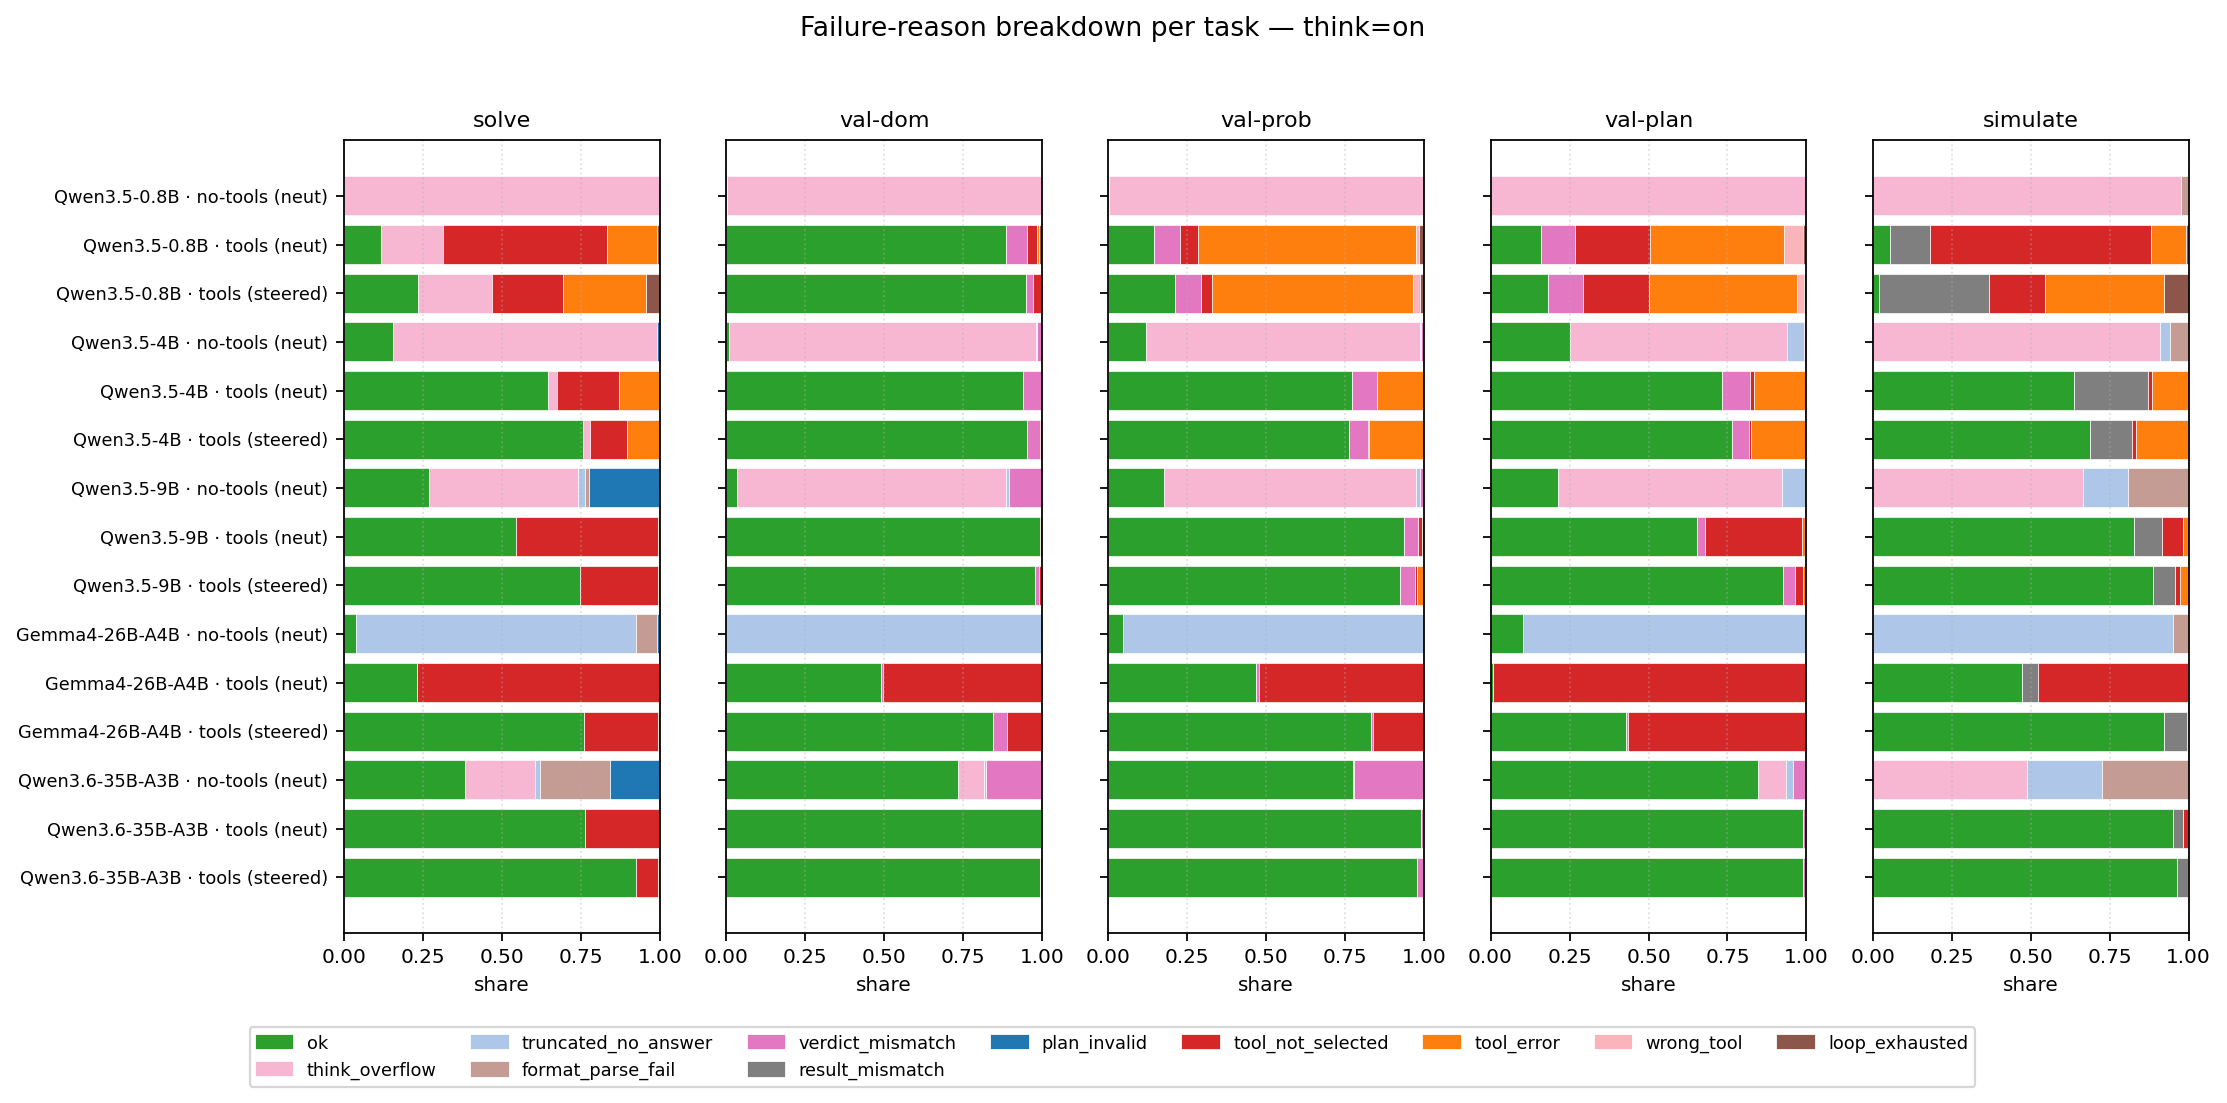 Failure-reason breakdown per task — think=on
solve
val-dom
val-prob
val-plan
simulate
Qwen3.5-0.8B · no-tools (neut)
Qwen3.5-0.8B · tools (neut)
Qwen3.5-0.8B · tools (steered)
Qwen3.5-4B · no-tools (neut)
Qwen3.5-4B · tools (neut)
Qwen3.5-4B · tools (steered)
Qwen3.5-9B · no-tools (neut)
Qwen3.5-9B · tools (neut)
Qwen3.5-9B · tools (steered)
Gemma4-26B-A4B · no-tools (neut)
Gemma4-26B-A4B · tools (neut)
Gemma4-26B-A4B · tools (steered)
Qwen3.6-35B-A3B · no-tools (neut)
Qwen3.6-35B-A3B · tools (neut)
Qwen3.6-35B-A3B · tools (steered)
0.00 0.25 0.50 0.75 1.00
0.00 0.25 0.50 0.75 1.00
0.00 0.25 0.50 0.75 1.00
0.00 0.25 0.50 0.75 1.00
0.00 0.25 0.50 0.75 1.00
share
share
share
share
share
ok
truncated_no_answer
verdict_mismatch
plan_invalid
tool_not_selected
tool_error
wrong_tool
loop_exhausted
think_overflow
format_parse_fail
result_mismatch